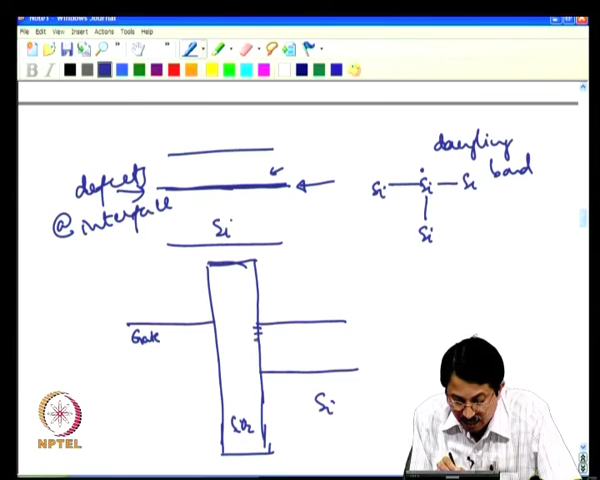 Note1 - Windows Journal
File Edit View Insert Actions Tools Help
B I
defects
@ interface
Si
dangling
bond
Si Si Si
Si
Gate
SiO2
Si
NPTEL